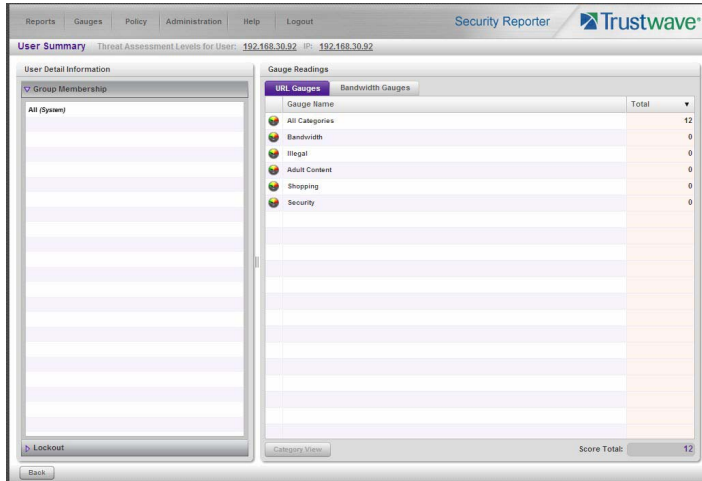 Reports Gauges Policy Administration Help Logout Security Reporter Trustwave®
User Summary Threat Assessment Levels for User: 192.168.30.92 IP: 192.168.30.92
User Detail Information
Group Membership
All (System)
Lockout
Gauge Readings
URL Gauges Bandwidth Gauges
Gauge Name Total
All Categories 12
Bandwidth 0
Illegal 0
Adult Content 0
Shopping 0
Security 0
Category View Score Total: 12
Back